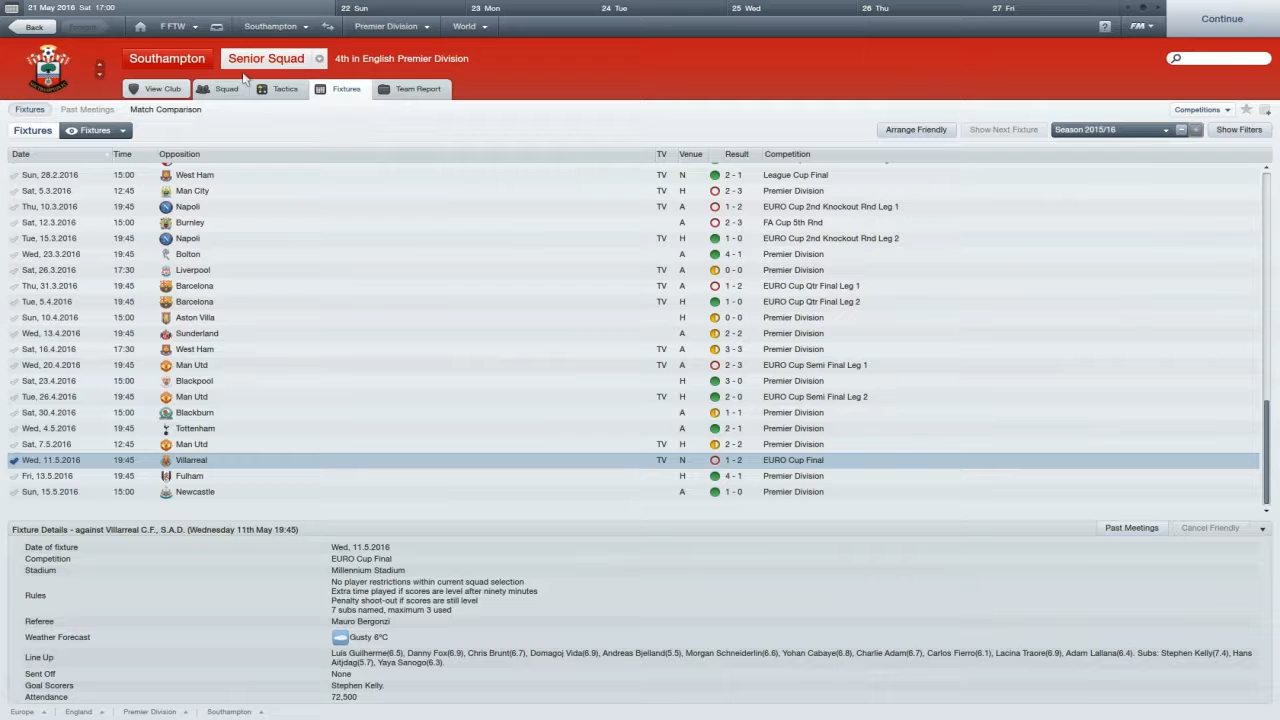 21 May 2016 Sat 17:00 22 Sun 23 Mon 24 Tue 25 Wed 26 Thu 27 Fri
Back F FTW Southampton Premier Division World ? FM Continue
Southampton Senior Squad 4th in English Premier Division
View Club Squad Tactics Fixtures Team Report
Fixtures Past Meetings Match Comparison Competitions
Fixtures Fixtures Arrange Friendly Show Next Fixture Season 2015/16 Show Filters
Date Time Opposition TV Venue Result Competition
Sun, 28.2.2016 15:00 West Ham TV N 2 - 1 League Cup Final
Sat, 5.3.2016 12:45 Man City TV H 2 - 3 Premier Division
Thu, 10.3.2016 19:45 Napoli TV A 1 - 2 EURO Cup 2nd Knockout Rnd Leg 1
Sat, 12.3.2016 15:00 Burnley A 2 - 3 FA Cup 5th Rnd
Tue, 15.3.2016 19:45 Napoli TV H 1 - 0 EURO Cup 2nd Knockout Rnd Leg 2
Wed, 23.3.2016 19:45 Bolton A 4 - 1 Premier Division
Sat, 26.3.2016 17:30 Liverpool TV A 0 - 0 Premier Division
Thu, 31.3.2016 19:45 Barcelona TV A 1 - 2 EURO Cup Qtr Final Leg 1
Tue, 5.4.2016 19:45 Barcelona TV H 1 - 0 EURO Cup Qtr Final Leg 2
Sun, 10.4.2016 15:00 Aston Villa H 0 - 0 Premier Division
Wed, 13.4.2016 19:45 Sunderland A 2 - 2 Premier Division
Sat, 16.4.2016 17:30 West Ham TV A 3 - 3 Premier Division
Wed, 20.4.2016 19:45 Man Utd TV A 2 - 3 EURO Cup Semi Final Leg 1
Sat, 23.4.2016 15:00 Blackpool H 3 - 0 Premier Division
Tue, 26.4.2016 19:45 Man Utd TV H 2 - 0 EURO Cup Semi Final Leg 2
Sat, 30.4.2016 15:00 Blackburn A 1 - 1 Premier Division
Wed, 4.5.2016 19:45 Tottenham A 2 - 1 Premier Division
Sat, 7.5.2016 12:45 Man Utd TV H 2 - 2 Premier Division
Wed, 11.5.2016 19:45 Villarreal TV N 1 - 2 EURO Cup Final
Fri, 13.5.2016 19:45 Fulham H 4 - 1 Premier Division
Sun, 15.5.2016 15:00 Newcastle A 1 - 0 Premier Division
Fixture Details - against Villarreal C.F., S.A.D. (Wednesday 11th May 19:45) Past Meetings Cancel Friendly
Date of fixture Wed, 11.5.2016
Competition EURO Cup Final
Stadium Millennium Stadium
Rules No player restrictions within current squad selection
Extra time played if scores are level after ninety minutes
Penalty shoot-out if scores are still level
7 subs named, maximum 3 used
Referee Mauro Bergonzi
Weather Forecast Gusty 6°C
Line Up Luís Guilherme(6.5), Danny Fox(6.9), Chris Brunt(6.7), Domagoj Vida(6.9), Andreas Bjelland(5.5), Morgan Schneiderlin(6.6), Yohan Cabaye(6.8), Charlie Adam(6.7), Carlos Fierro(6.1), Lacina Traore(6.9), Adam Lallana(6.4). Subs: Stephen Kelly(7.4), Hans
Aitjdag(5.7), Yaya Sanogo(6.3).
Sent Off None
Goal Scorers Stephen Kelly.
Attendance 72,500
Europe England Premier Division Southampton